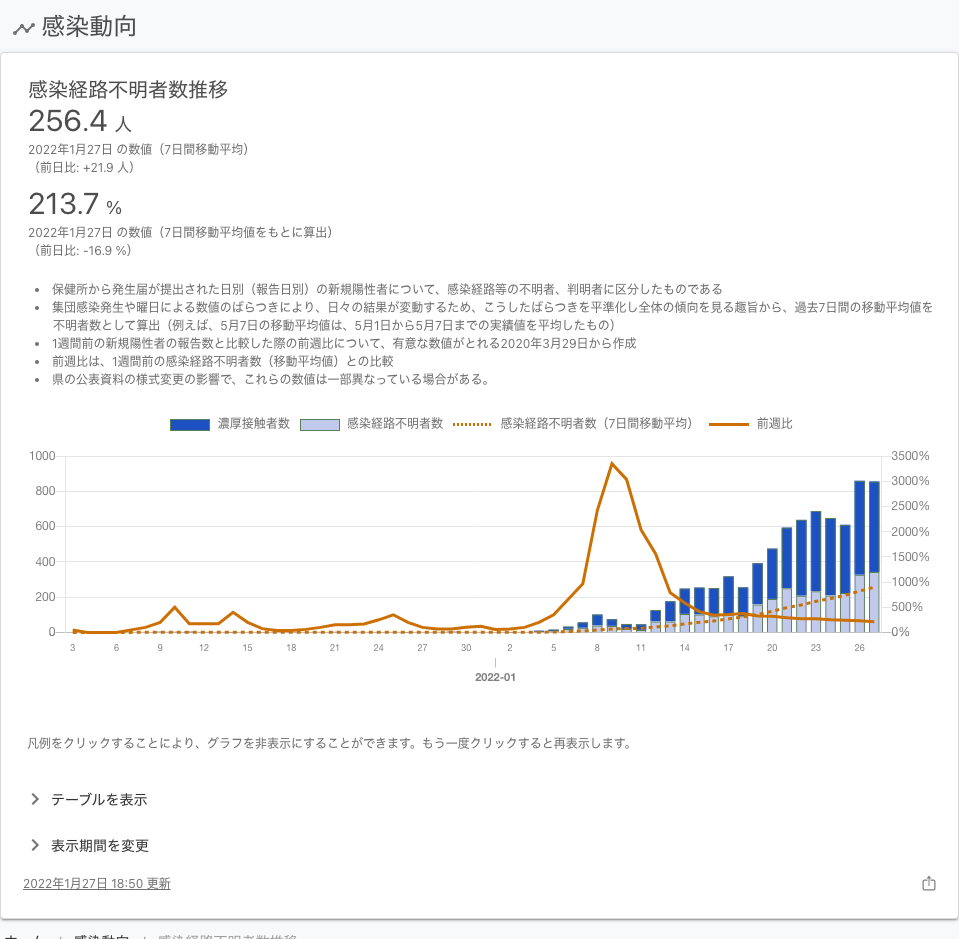 感染動向
感染経路不明者数推移
256.4 人
2022年1月27日 の数値（7日間移動平均）
（前日比: +21.9 人）
213.7 %
2022年1月27日 の数値（7日間移動平均値をもとに算出）
（前日比: -16.9 %）
• 保健所から発生届が提出された日別（報告日別）の新規陽性者について、感染経路等の不明者、判明者に区分したものである
• 集団感染発生や曜日による数値のばらつきにより、日々の結果が変動するため、こうしたばらつきを平準化し全体の傾向を見る趣旨から、過去7日間の移動平均値を
不明者数として算出（例えば、5月7日の移動平均値は、5月1日から5月7日までの実績値を平均したもの）
• 1週間前の新規陽性者の報告数と比較した際の前週比について、有意な数値がとれる2020年3月29日から作成
• 前週比は、1週間前の感染経路不明者数（移動平均値）との比較
• 県の公表資料の様式変更の影響で、これらの数値は一部異なっている場合がある。
濃厚接触者数 感染経路不明者数 感染経路不明者数（7日間移動平均） 前週比
1000 3500%
3000%
800
2500%
600
2000%
1500%
400
1000%
200
500%
0 0%
3 6 9 12 15 18 21 24 27 30 2 5 8 11 14 17 20 23 26
2022-01
凡例をクリックすることにより、グラフを非表示にすることができます。もう一度クリックすると再表示します。
テーブルを表示
表示期間を変更
2022年1月27日 18:50 更新
ホーム / 感染動向 / 感染経路不明者数推移